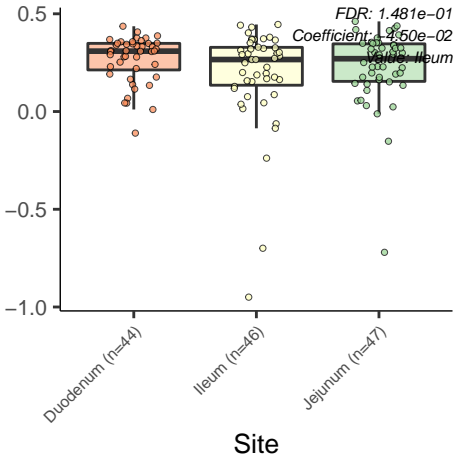 FDR: 1.481e−01
Coefficient: −4.50e−02
Value: Ileum
0.5
0.0
−0.5
−1.0
Duodenum (n=44)
Ileum (n=46)
Jejunum (n=47)
Site